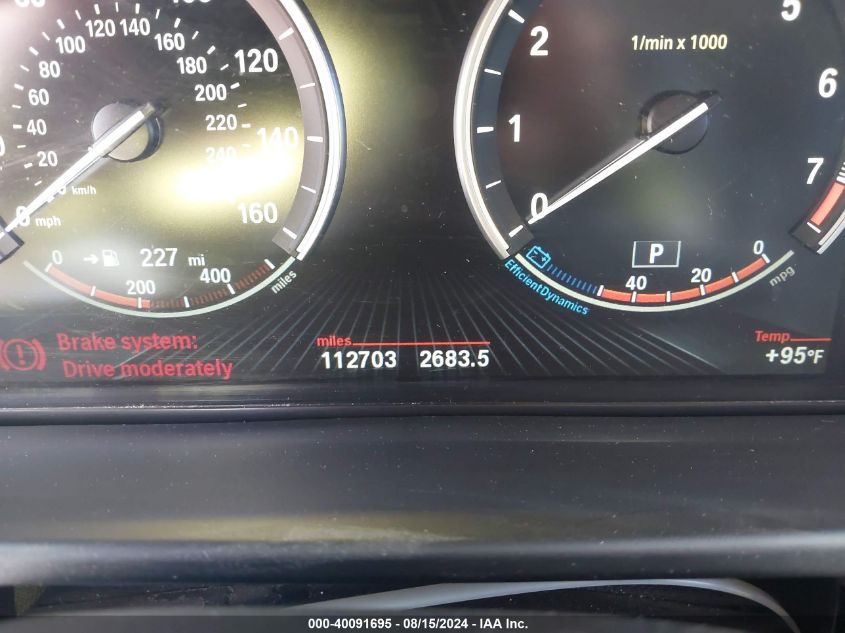 80 100 120 140 160 180 200 220 240
60
40
20
km/h
120
140
160
0 mph
0 → 227 mi
200 400
miles
Brake system:
Drive moderately
miles
112703 2683.5
1/min x 1000
0 1 2 5 6 7
P
EfficientDynamics
40 20 0
mpg
Temp
+95°F
000-40091695 - 08/15/2024 - IAA Inc.